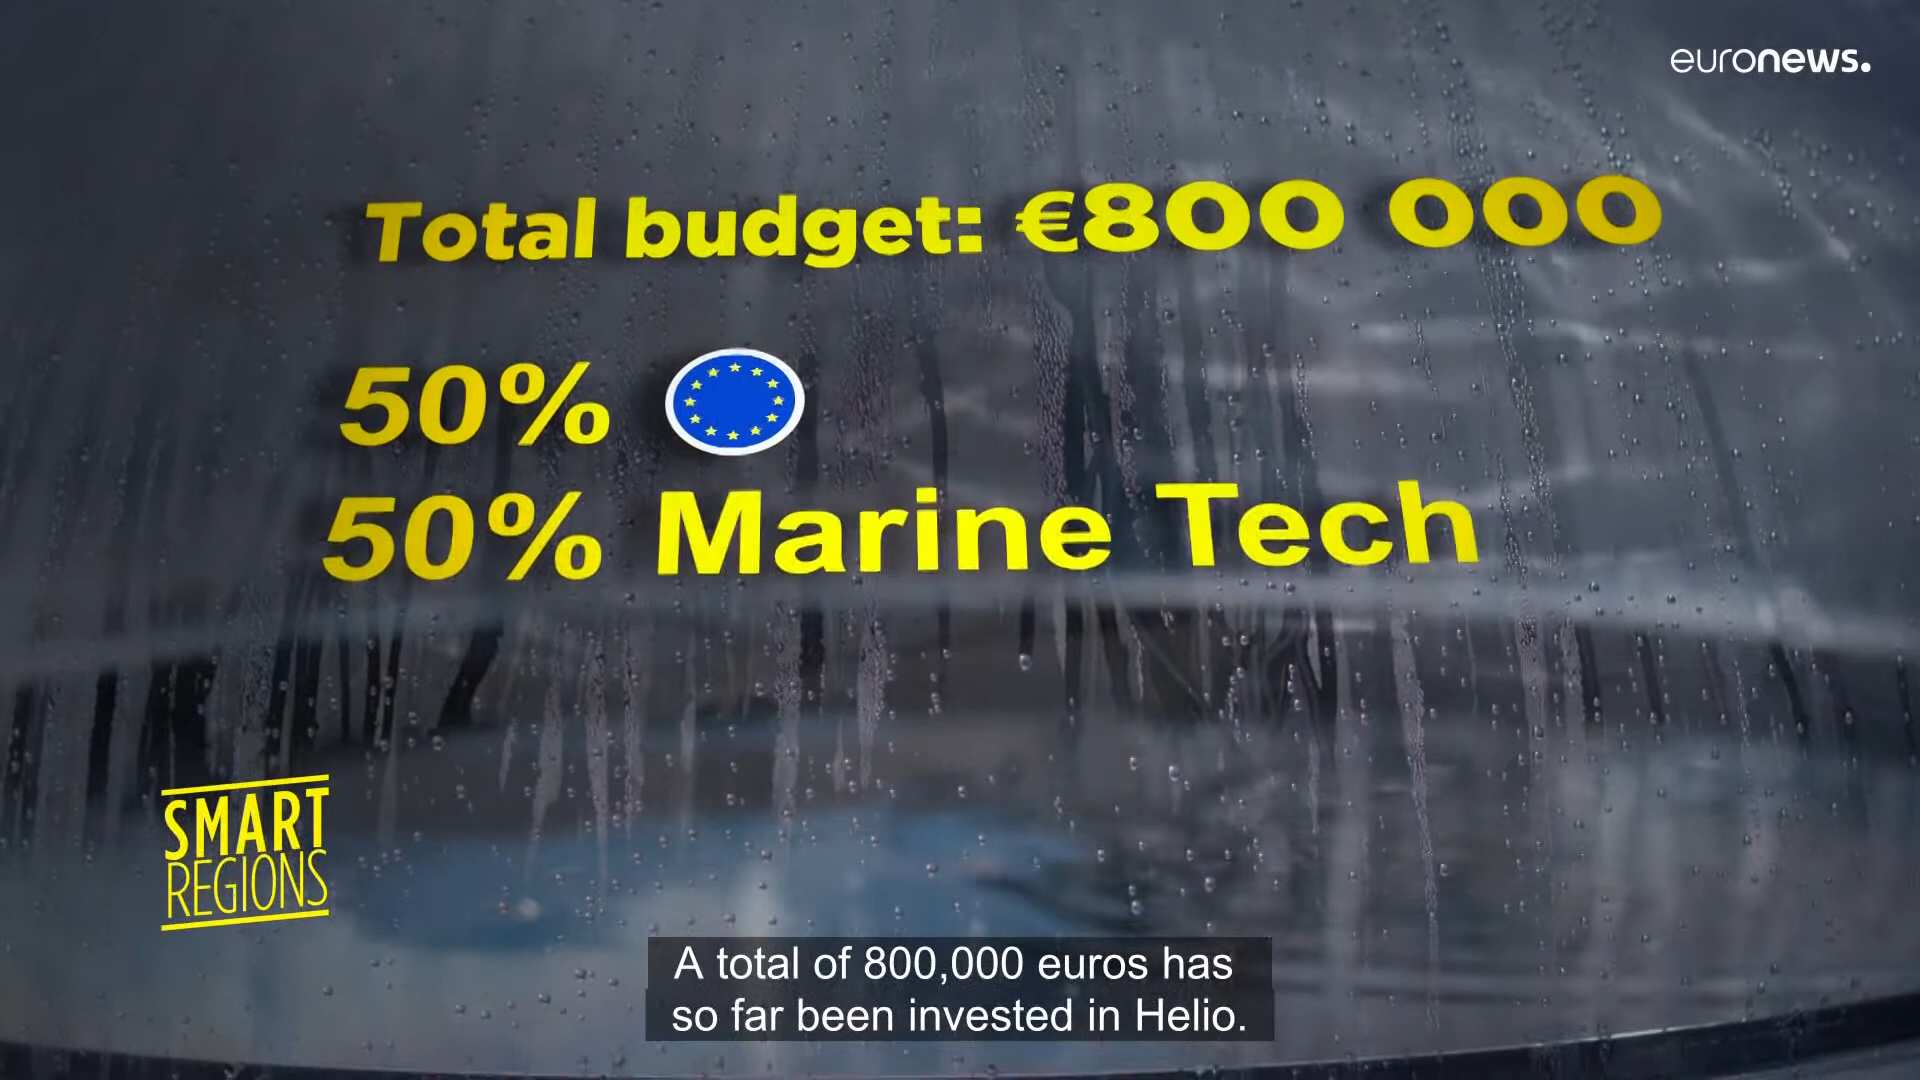 euronews.
Total budget: €800 000
50%
50% Marine Tech
SMART
REGIONS
A total of 800,000 euros has
so far been invested in Helio.